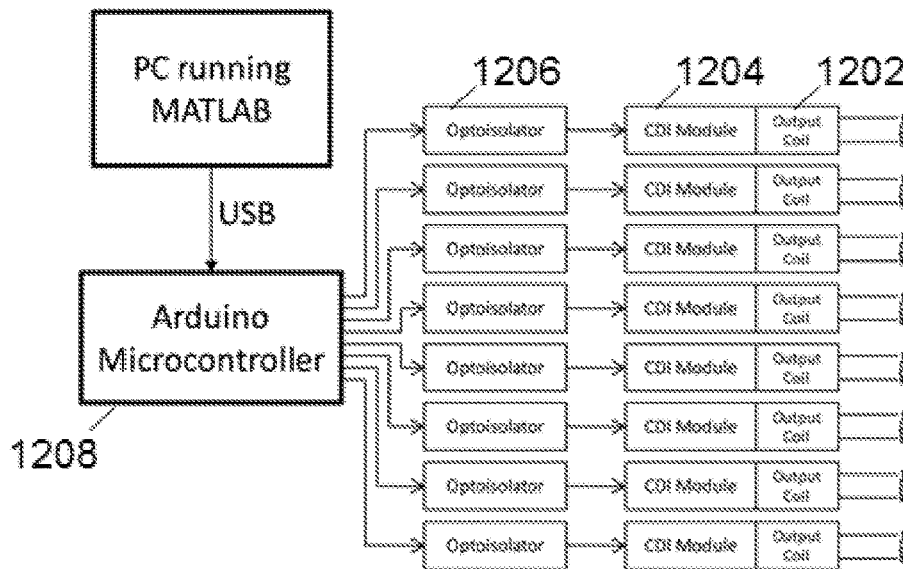 PC running
MATLAB
USB
Arduino
Microcontroller
1208
1206
1204
1202
Optoisolator
CDI Module
Output
Coil
Optoisolator
CDI Module
Output
Coil
Optoisolator
CDI Module
Output
Coil
Optoisolator
CDI Module
Output
Coil
Optoisolator
CDI Module
Output
Coil
Optoisolator
CDI Module
Output
Coil
Optoisolator
CDI Module
Output
Coil
Optoisolator
CDI Module
Output
Coil